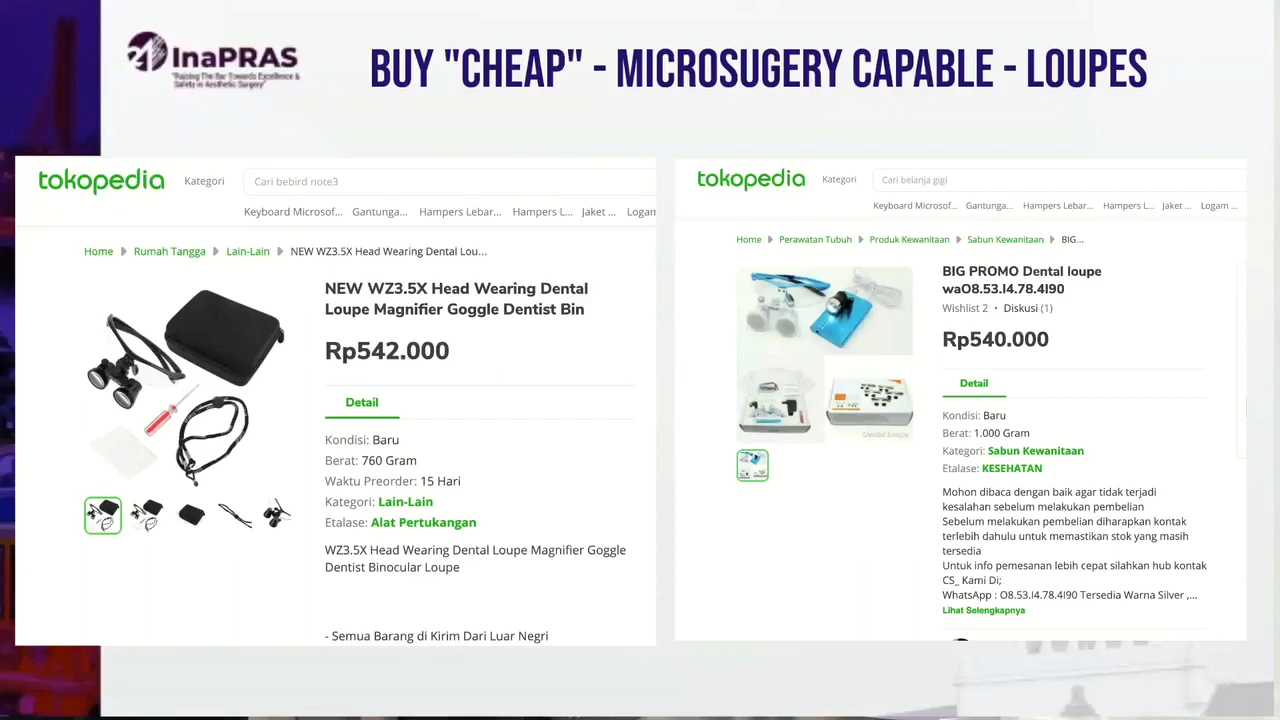 InaPRAS
"Raising The Bar Towards Excellence &
Safety in Aesthetic Surgery"
BUY "CHEAP" - MICROSUGERY CAPABLE - LOUPES
tokopedia
Kategori
Cari bebird note3
Keyboard Microsof... Gantunga... Hampers Lebar... Hampers L... Jaket ... Logam
Home Rumah Tangga Lain-Lain NEW WZ3.5X Head Wearing Dental Lou...
NEW WZ3.5X Head Wearing Dental
Loupe Magnifier Goggle Dentist Bin
Rp542.000
Detail
Kondisi: Baru
Berat: 760 Gram
Waktu Preorder: 15 Hari
Kategori: Lain-Lain
Etalase: Alat Pertukangan
WZ3.5X Head Wearing Dental Loupe Magnifier Goggle
Dentist Binocular Loupe
- Semua Barang di Kirim Dari Luar Negri
tokopedia
Kategori
Cari belanja gigi
Keyboard Microsof... Gantunga... Hampers Lebar... Hampers L... Jaket ... Logam ...
Home Perawatan Tubuh Produk Kewanitaan Sabun Kewanitaan BIG...
Dental Loupe
BIG PROMO Dental loupe
waO8.53.I4.78.4I90
Wishlist 2 • Diskusi (1)
Rp540.000
Detail
Kondisi: Baru
Berat: 1.000 Gram
Kategori: Sabun Kewanitaan
Etalase: KESEHATAN
Mohon dibaca dengan baik agar tidak terjadi
kesalahan sebelum melakukan pembelian
Sebelum melakukan pembelian diharapkan kontak
terlebih dahulu untuk memastikan stok yang masih
tersedia
Untuk info pemesanan lebih cepat silahkan hub kontak
CS_ Kami Di;
WhatsApp : O8.53.I4.78.4I90 Tersedia Warna Silver ,...
Lihat Selengkapnya